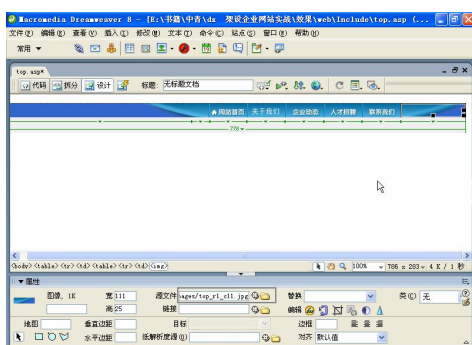 Macromedia Dreamweaver 8 - [E:\书籍\中青\dx 架设企业网站实战\效果\web\Include\top.asp (...
文件(F) 编辑(E) 查看(V) 插入(I) 修改(M) 文本(T) 命令(C) 站点(S) 窗口(W) 帮助(H)
常用
top.asp*
代码 拆分 设计 标题: 无标题文档
网站首页 关于我们 企业动态 人才招聘 联系我们
778
<body> <table> <tr> <td> <table> <tr> <td> <img> 100% 786 x 283 4 K / 1 秒
属性
图像, 1K 宽 111 源文件 images/top_r1_c11.jpg 替换 类(C) 无
高 25 链接 编辑
地图 垂直边距 目标 边框
水平边距 低解析度源(O) 对齐 默认值